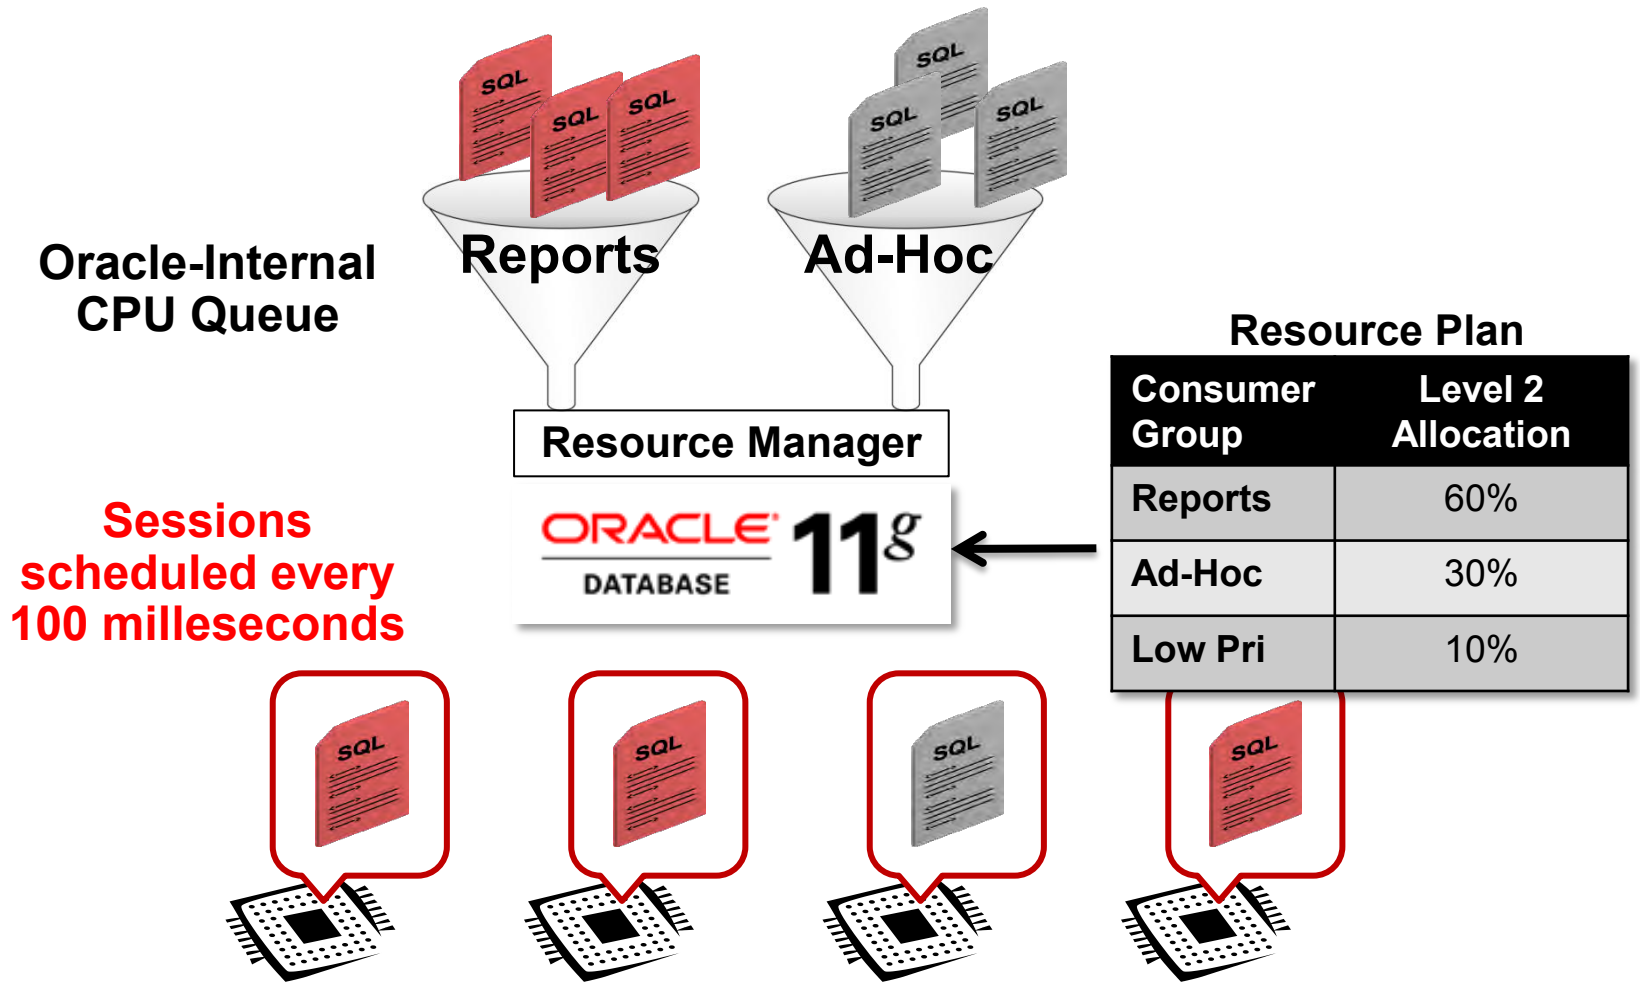 SQL
SQL
SQL
SQL
SQL
SQL
Reports
Ad-Hoc
Oracle-Internal
CPU Queue
Resource Plan
Consumer Group
Level 2 Allocation
Reports
60%
Ad-Hoc
30%
Low Pri
10%
Resource Manager
ORACLE
DATABASE
11g
Sessions
scheduled every
100 milleseconds
SQL
SQL
SQL
SQL